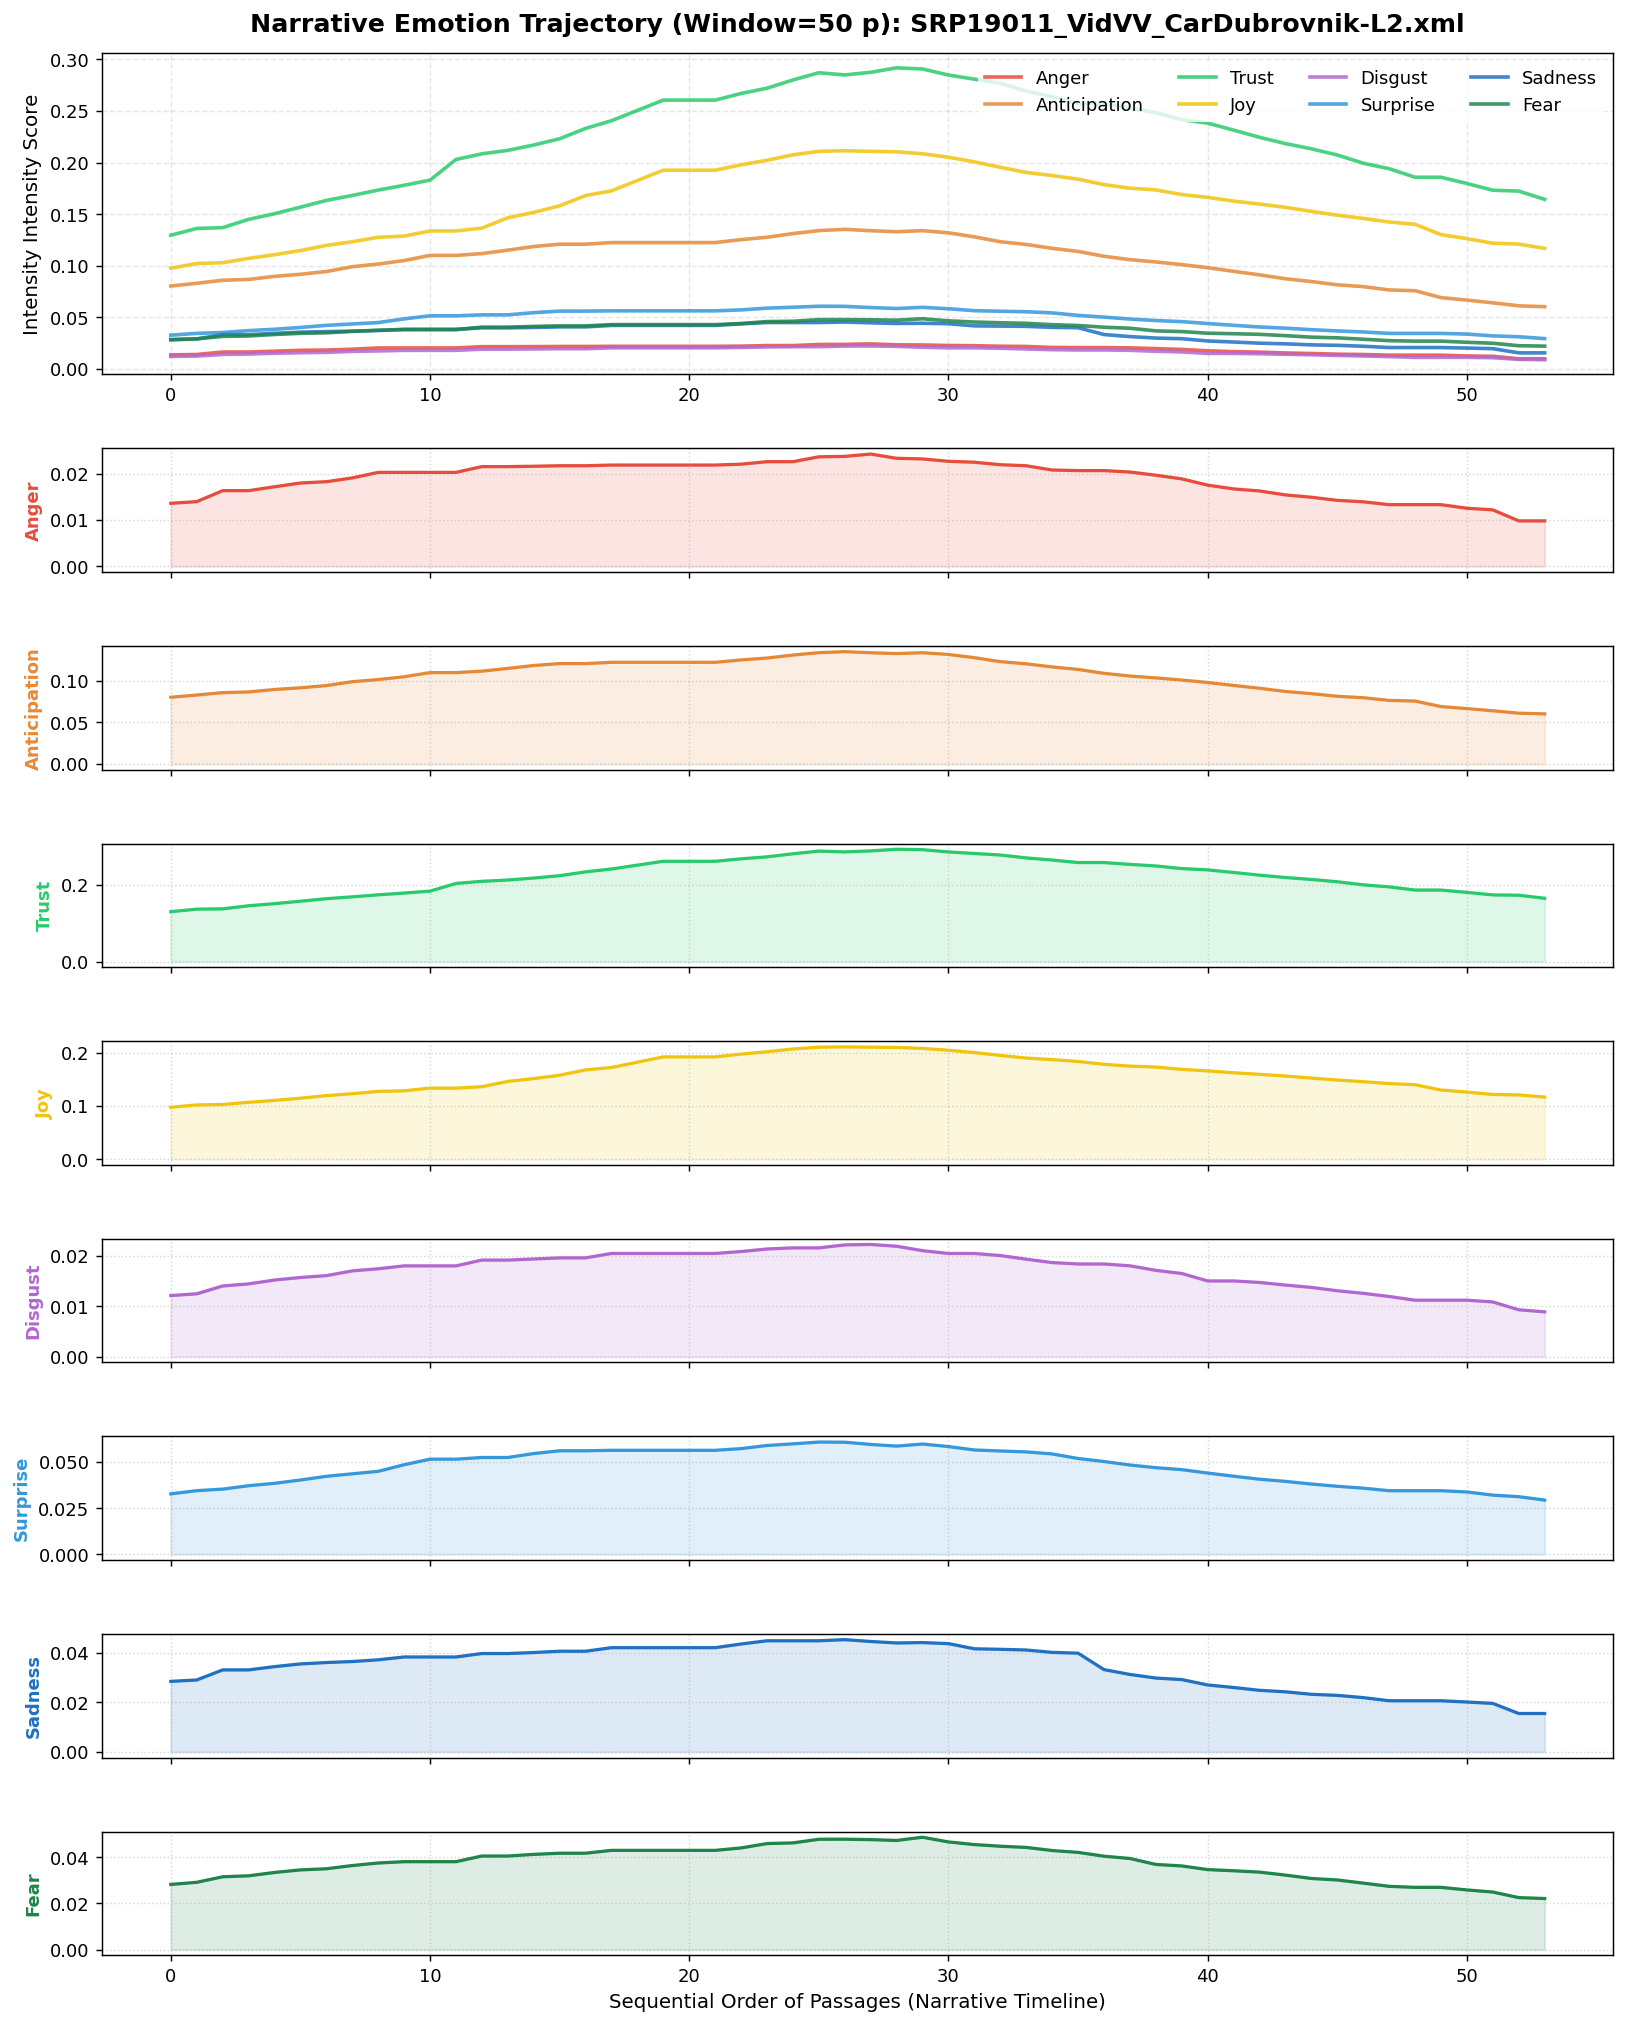 Narrative Emotion Trajectory (Window=50 p): SRP19011_VidVV_CarDubrovnik-L2.xml
Intensity Intensity Score
0.30
0.25
0.20
0.15
0.10
0.05
0.00
Anger Trust Disgust Sadness
Anticipation Joy Surprise Fear
0 10 20 30 40 50
Anger
0.02
0.01
0.00
Anticipation
0.10
0.05
0.00
Trust
0.2
0.0
Joy
0.2
0.1
0.0
Disgust
0.02
0.01
0.00
Surprise
0.050
0.025
0.000
Sadness
0.04
0.02
0.00
Fear
0.04
0.02
0.00
0 10 20 30 40 50
Sequential Order of Passages (Narrative Timeline)